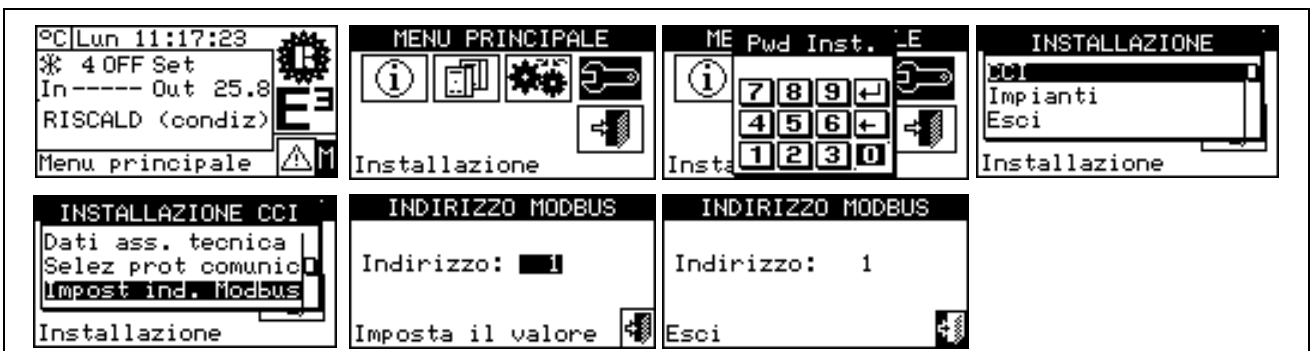 ºC Lun 11:17:23
4 OFF Set
In ----- Out 25.8
RISCALD (condiz)
E³
Menu principale M
MENU PRINCIPALE
Installazione
ME Pwd Inst. LE
7 8 9
4 5 6
1 2 3 0
Insta
INSTALLAZIONE
CCI
Impianti
Esci
Installazione
INSTALLAZIONE CCI
Dati ass. tecnica
Selez prot comunic
Impost ind. Modbus
Installazione
INDIRIZZO MODBUS
Indirizzo: 1
Imposta il valore
INDIRIZZO MODBUS
Indirizzo: 1
Esci